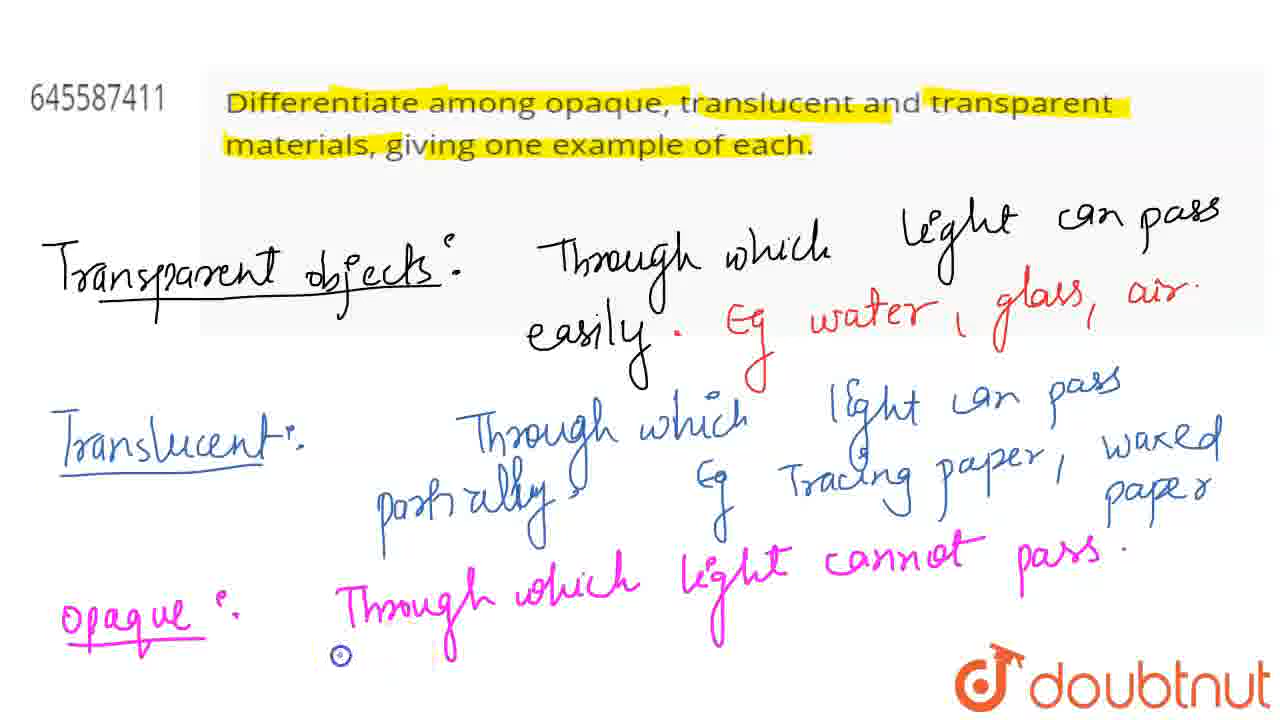 645587411
Differentiate among opaque, translucent and transparent
materials, giving one example of each.
Transparent objects: Through which light can pass
easily. Eg water, glass, air.
Translucent: Through which light can pass
partially. Eg Tracing paper, waxed
paper
opaque: Through which light cannot pass.
doubtnut